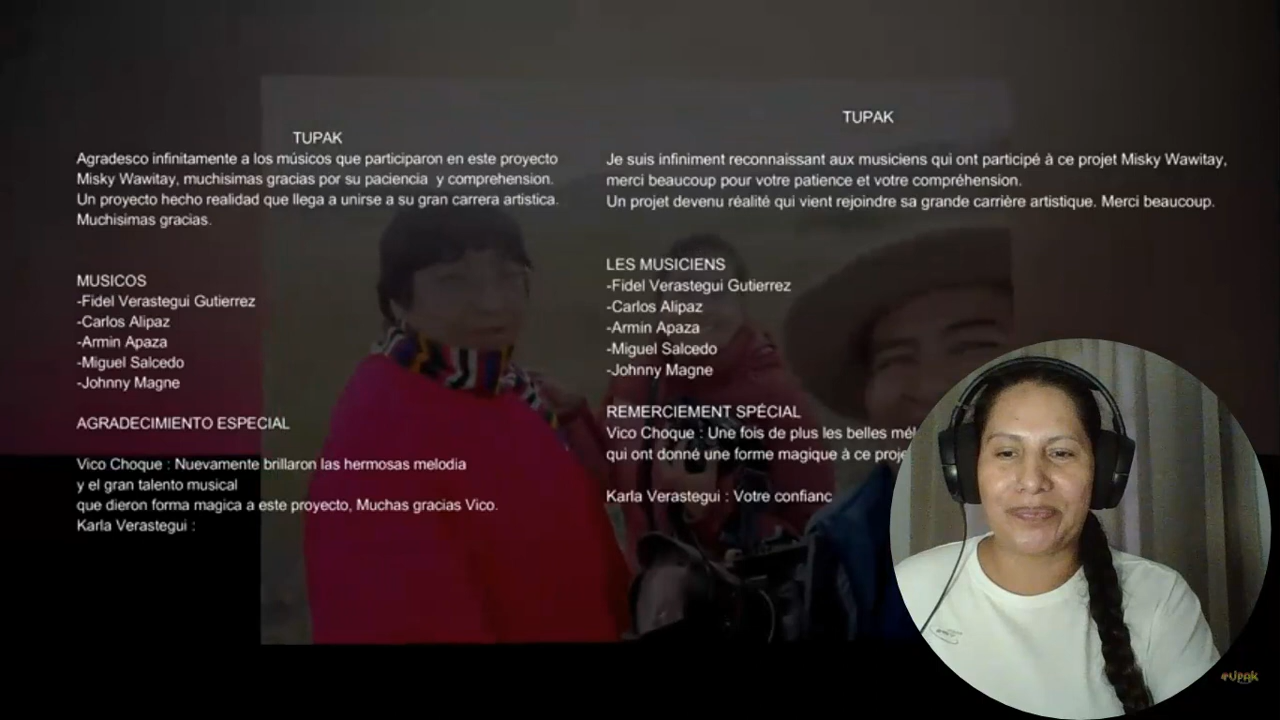 TUPAK
Agradesco infinitamente a los músicos que participaron en este proyecto
Misky Wawitay, muchisimas gracias por su paciencia y comprehension.
Un proyecto hecho realidad que llega a unirse a su gran carrera artistica.
Muchisimas gracias.
MUSICOS
-Fidel Verastegui Gutierrez
-Carlos Alipaz
-Armin Apaza
-Miguel Salcedo
-Johnny Magne
AGRADECIMIENTO ESPECIAL
Vico Choque : Nuevamente brillaron las hermosas melodia
y el gran talento musical
que dieron forma magica a este proyecto, Muchas gracias Vico.
Karla Verastegui :
TUPAK
Je suis infiniment reconnaissant aux musiciens qui ont participé à ce projet Misky Wawitay,
merci beaucoup pour votre patience et votre compréhension.
Un projet devenu réalité qui vient rejoindre sa grande carrière artistique. Merci beaucoup.
LES MUSICIENS
-Fidel Verastegui Gutierrez
-Carlos Alipaz
-Armin Apaza
-Miguel Salcedo
-Johnny Magne
REMERCIEMENT SPÉCIAL
Vico Choque : Une fois de plus les belles mél
qui ont donné une forme magique à ce proje
Karla Verastegui : Votre confianc
TUPAK